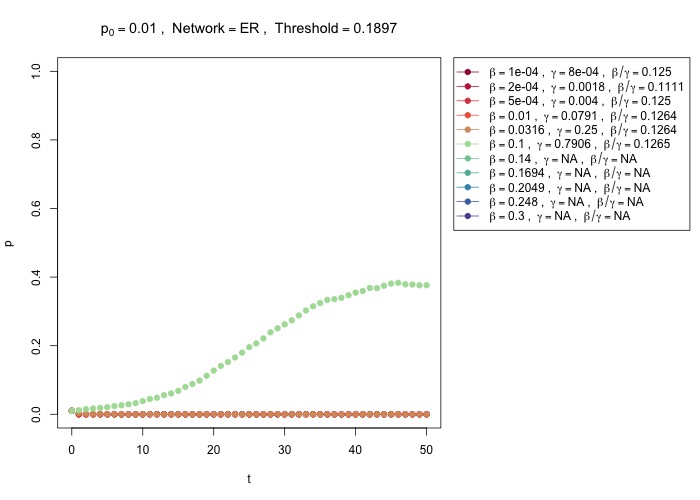 p₀ = 0.01 , Network = ER , Threshold = 0.1897
β = 1e-04 , γ = 8e-04 , β/γ = 0.125
β = 2e-04 , γ = 0.0018 , β/γ = 0.1111
β = 5e-04 , γ = 0.004 , β/γ = 0.125
β = 0.01 , γ = 0.0791 , β/γ = 0.1264
β = 0.0316 , γ = 0.25 , β/γ = 0.1264
β = 0.1 , γ = 0.7906 , β/γ = 0.1265
β = 0.14 , γ = NA , β/γ = NA
β = 0.1694 , γ = NA , β/γ = NA
β = 0.2049 , γ = NA , β/γ = NA
β = 0.248 , γ = NA , β/γ = NA
β = 0.3 , γ = NA , β/γ = NA
1.0
0.8
0.6
0.4
0.2
0.0
p
0 10 20 30 40 50
t